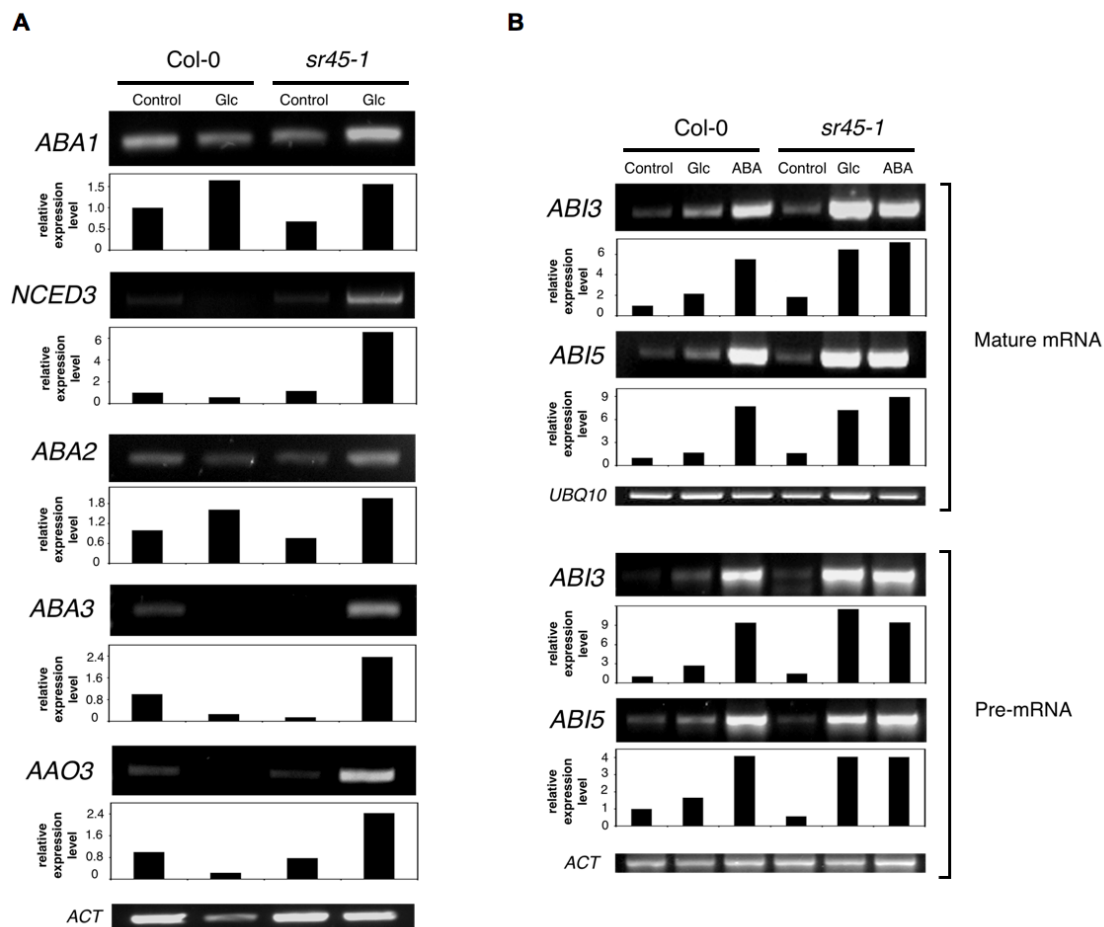 A
Col-0 sr45-1
Control Glc Control Glc
ABA1
relative
expression
level
1.5
1.0
0.5
0
NCED3
relative
expression
level
6
4
2
0
ABA2
relative
expression
level
1.8
1.2
0.6
0
ABA3
relative
expression
level
2.4
1.6
0.8
0
AAO3
relative
expression
level
2.4
1.6
0.8
0
ACT
B
Col-0 sr45-1
Control Glc ABA Control Glc ABA
ABI3
relative
expression
level
6
4
2
0
ABI5
relative
expression
level
9
6
3
0
UBQ10
Mature mRNA
ABI3
relative
expression
level
9
6
3
0
ABI5
relative
expression
level
4
3
2
1
0
ACT
Pre-mRNA